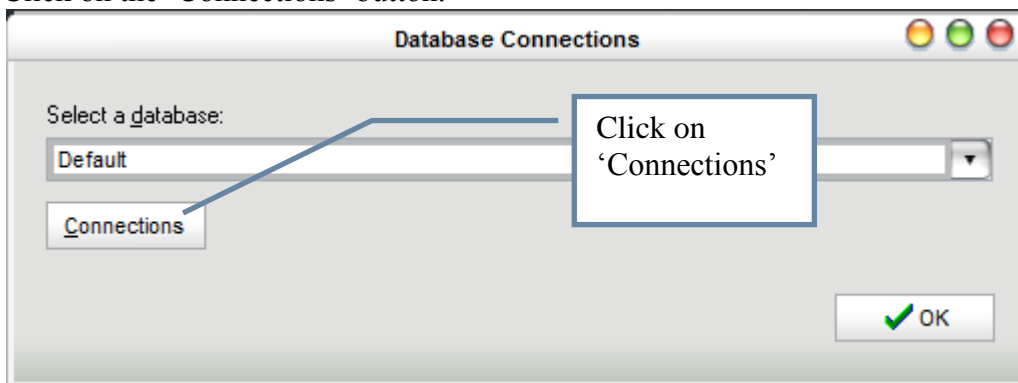 Click on the ‘Connections’ button.
Database Connections
Select a database:
Click on
‘Connections’
Default
Connections
OK